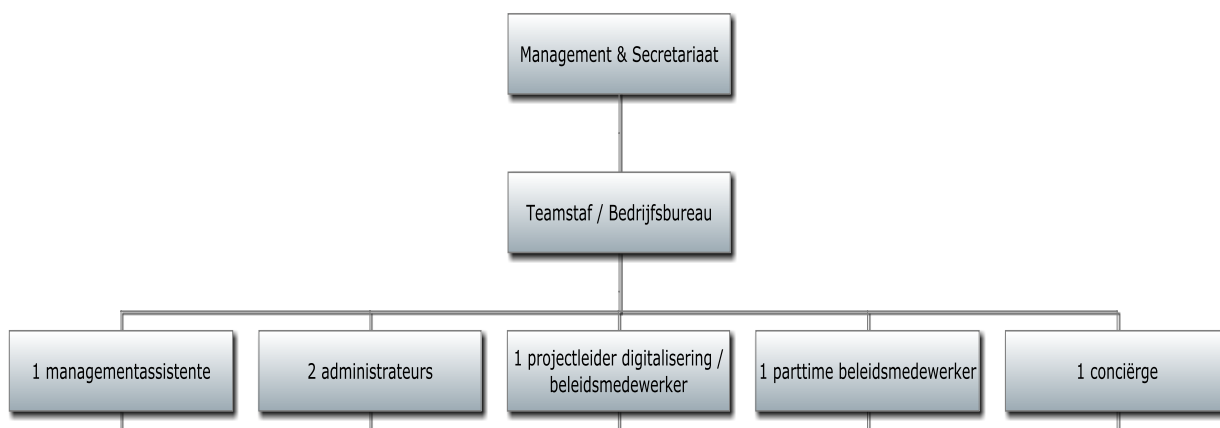 Management & Secretariaat
Teamstaf / Bedrijfsbureau
1 managementassistente
2 administrateurs
1 projectleider digitalisering /
beleidsmedewerker
1 parttime beleidsmedewerker
1 conciërge